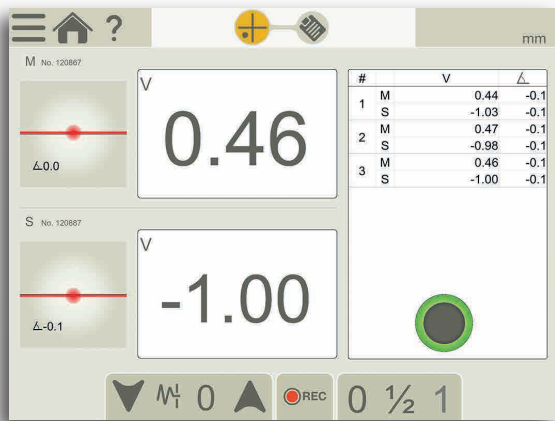 ?
mm
M No. 120867
V
0.46
∡0.0
S No. 120887
V
-1.00
∡-0.1
# V ∡
1 M 0.44 -0.1
S -1.03 -0.1
2 M 0.47 -0.1
S -0.98 -0.1
3 M 0.46 -0.1
S -1.00 -0.1
0
REC
0 ½ 1